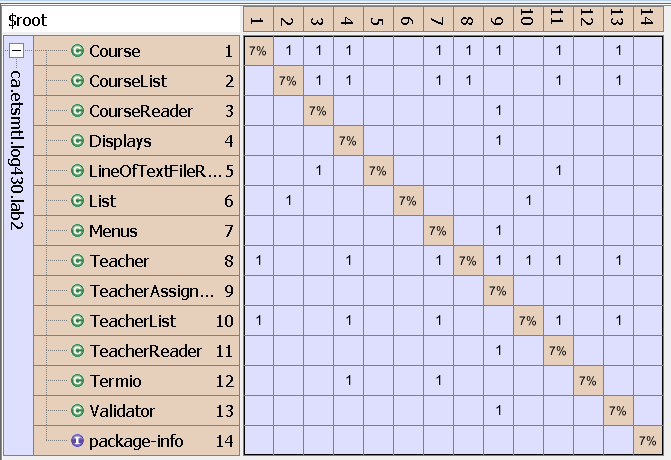 $root 1 2 3 4 5 6 7 8 9 10 11 12 13 14
ca.etsmtl.log430.lab2
Course 1 7% 1 1 1 1 1 1 1 1
CourseList 2 7% 1 1 1 1 1 1
CourseReader 3 7% 1
Displays 4 7% 1
LineOfTextFileR... 5 1 7% 1
List 6 1 7% 1
Menus 7 7% 1
Teacher 8 1 1 1 7% 1 1 1 1
TeacherAssign... 9 7%
TeacherList 10 1 1 1 7% 1 1
TeacherReader 11 1 7%
Termio 12 1 1 7%
Validator 13 1 7%
package-info 14 7%